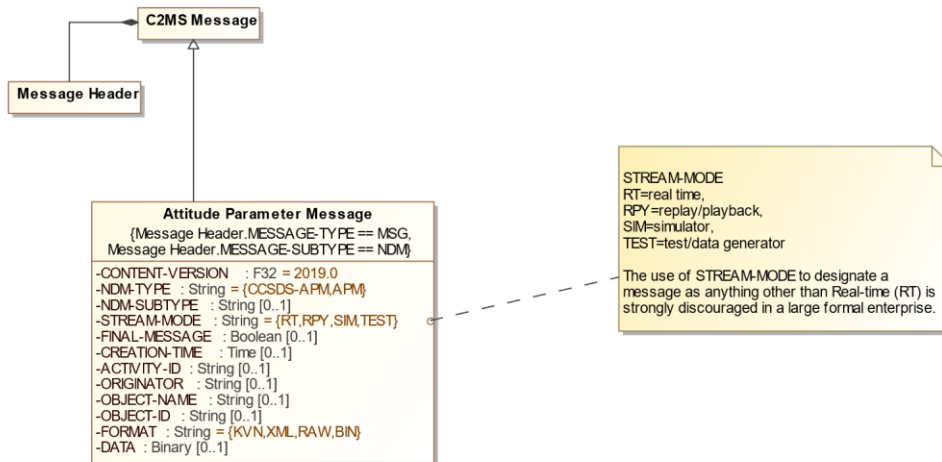 C2MS Message
Message Header
Attitude Parameter Message
{Message Header.MESSAGE-TYPE == MSG,
Message Header.MESSAGE-SUBTYPE == NDM}
-CONTENT-VERSION : F32 = 2019.0
-NDM-TYPE : String = {CCSDS-APM,APM}
-NDM-SUBTYPE : String [0..1]
-STREAM-MODE : String = {RT,RPY,SIM,TEST}
-FINAL-MESSAGE : Boolean [0..1]
-CREATION-TIME : Time [0..1]
-ACTIVITY-ID : String [0..1]
-ORIGINATOR : String [0..1]
-OBJECT-NAME : String [0..1]
-OBJECT-ID : String [0..1]
-FORMAT : String = {KVN,XML,RAW,BIN}
-DATA : Binary [0..1]
STREAM-MODE
RT=real time,
RPY=replay/playback,
SIM=simulator,
TEST=test/data generator
The use of STREAM-MODE to designate a
message as anything other than Real-time (RT) is
strongly discouraged in a large formal enterprise.